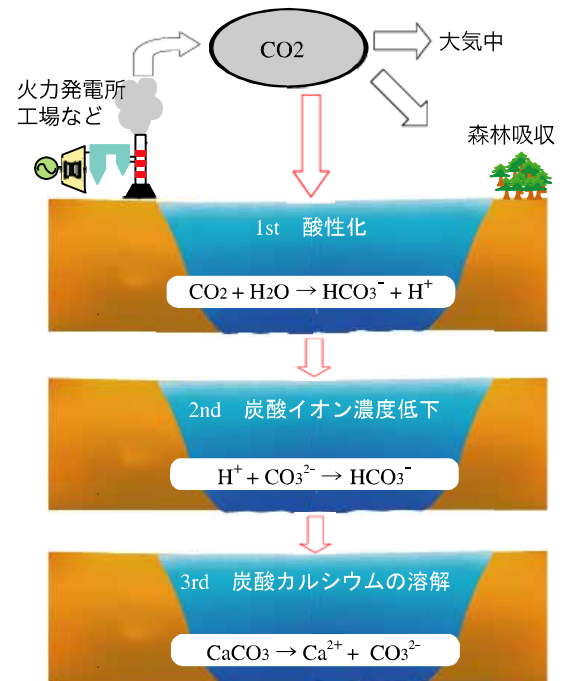 CO2
大気中
火力発電所
工場など
森林吸収
1st 酸性化
CO2 + H2O → HCO3⁻ + H⁺
2nd 炭酸イオン濃度低下
H⁺ + CO3²⁻ → HCO3⁻
3rd 炭酸カルシウムの溶解
CaCO3 → Ca²⁺ + CO3²⁻